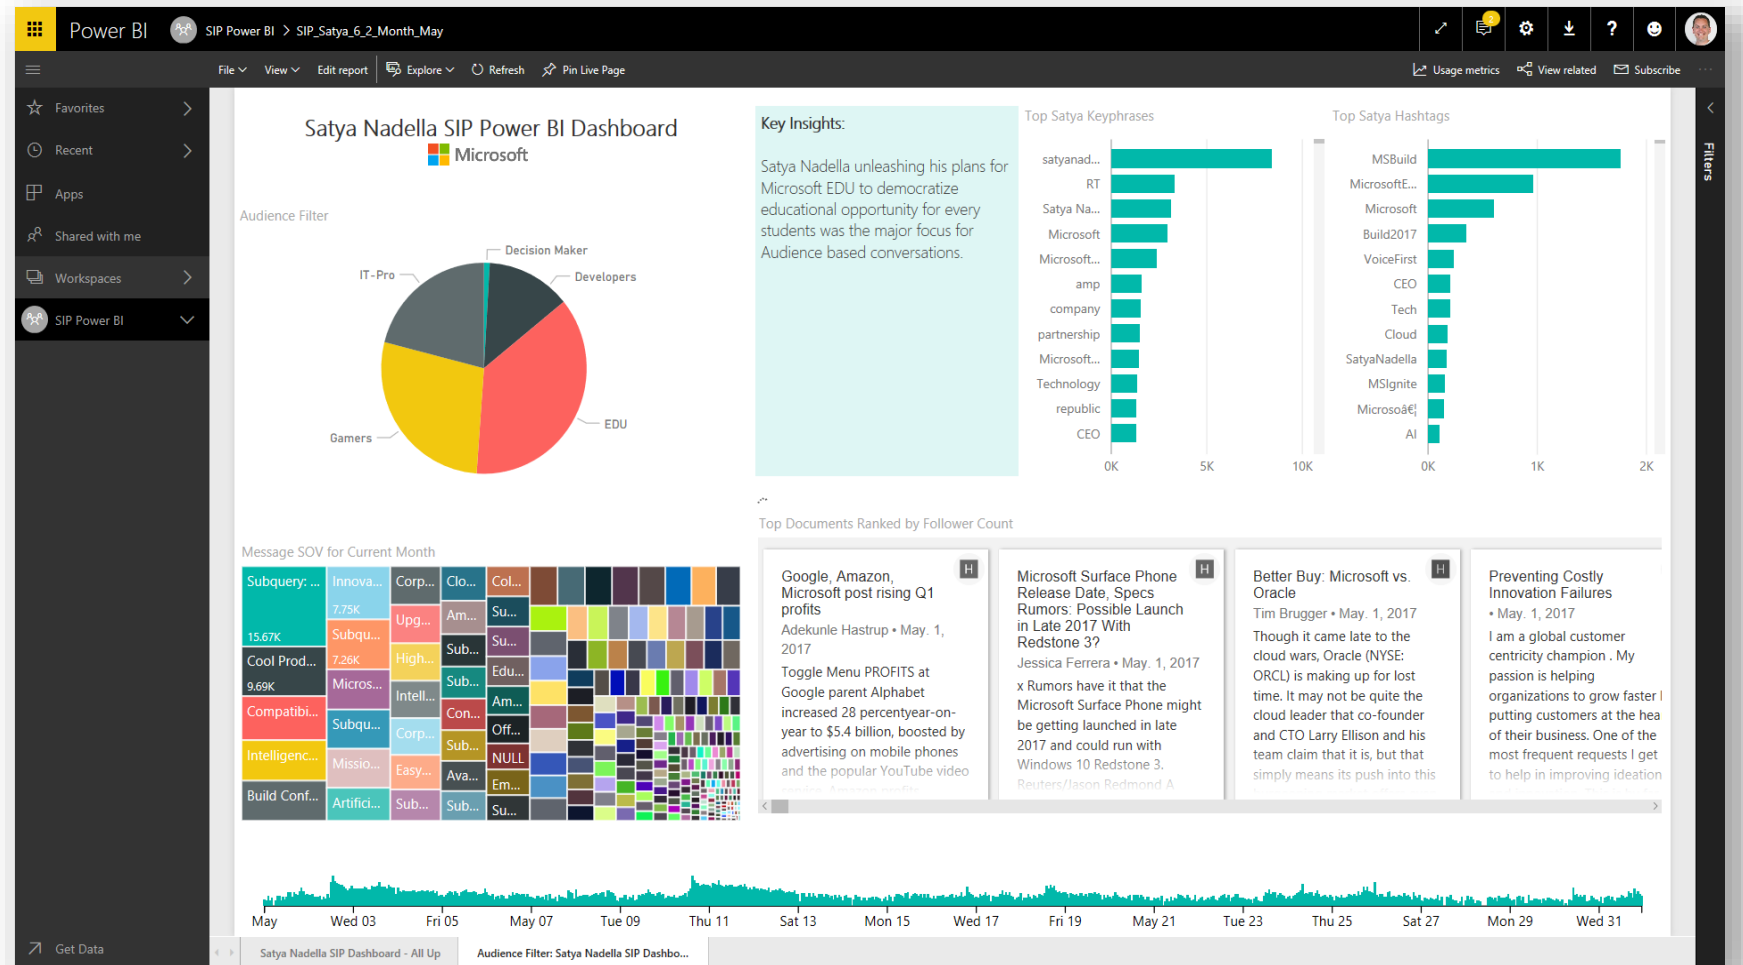 Power BI
SIP Power BI > SIP_Satya_6_2_Month_May
2
File
View
Edit report
Explore
Refresh
Pin Live Page
Usage metrics
View related
Subscribe
Favorites
Recent
Apps
Shared with me
Workspaces
SIP Power BI
Get Data
Filters
Satya Nadella SIP Power BI Dashboard
Microsoft
Audience Filter
Decision Maker
Developers
IT-Pro
EDU
Gamers
Key Insights:
Satya Nadella unleashing his plans for
Microsoft EDU to democratize
educational opportunity for every
students was the major focus for
Audience based conversations.
Top Satya Keyphrases
satyanad...
RT
Satya Na...
Microsoft
Microsoft...
amp
company
partnership
Microsoft...
Technology
republic
CEO
0K 5K 10K
Top Satya Hashtags
MSBuild
MicrosoftE...
Microsoft
Build2017
VoiceFirst
CEO
Tech
Cloud
SatyaNadella
MSIgnite
Microsoâ€¦
AI
0K 1K 2K
Message SOV for Current Month
Subquery: ...
15.67K
Cool Prod...
9.69K
Compatibi...
Intelligenc...
Build Conf...
Innova...
7.75K
Subqu...
7.26K
Micros...
Subqu...
Missio...
Artifici...
Corp...
Upg...
High...
Intell...
Corp...
Easy...
Sub...
Clo...
Am...
Sub...
Sub...
Con...
Sub...
Ava...
Sub...
Col...
Su...
Su...
Edu...
Am...
Off...
NULL
Em...
Su...
Top Documents Ranked by Follower Count
H
Google, Amazon,
Microsoft post rising Q1
profits
Adekunle Hastrup • May. 1,
2017
Toggle Menu PROFITS at
Google parent Alphabet
increased 28 percentyear-on-
year to $5.4 billion, boosted by
advertising on mobile phones
and the popular YouTube video
service. Amazon profits
H
Microsoft Surface Phone
Release Date, Specs
Rumors: Possible Launch
in Late 2017 With
Redstone 3?
Jessica Ferrera • May. 1, 2017
x Rumors have it that the
Microsoft Surface Phone might
be getting launched in late
2017 and could run with
Windows 10 Redstone 3.
Reuters/Jason Redmond A
H
Better Buy: Microsoft vs.
Oracle
Tim Brugger • May. 1, 2017
Though it came late to the
cloud wars, Oracle (NYSE:
ORCL) is making up for lost
time. It may not be quite the
cloud leader that co-founder
and CTO Larry Ellison and his
team claim that it is, but that
simply means its push into this
Preventing Costly
Innovation Failures
• May. 1, 2017
I am a global customer
centricity champion . My
passion is helping
organizations to grow faster
putting customers at the hea
of their business. One of the
most frequent requests I get
to help in improving ideation
May Wed 03 Fri 05 May 07 Tue 09 Thu 11 Sat 13 Mon 15 Wed 17 Fri 19 May 21 Tue 23 Thu 25 Sat 27 Mon 29 Wed 31
Satya Nadella SIP Dashboard - All Up
Audience Filter: Satya Nadella SIP Dashbo...